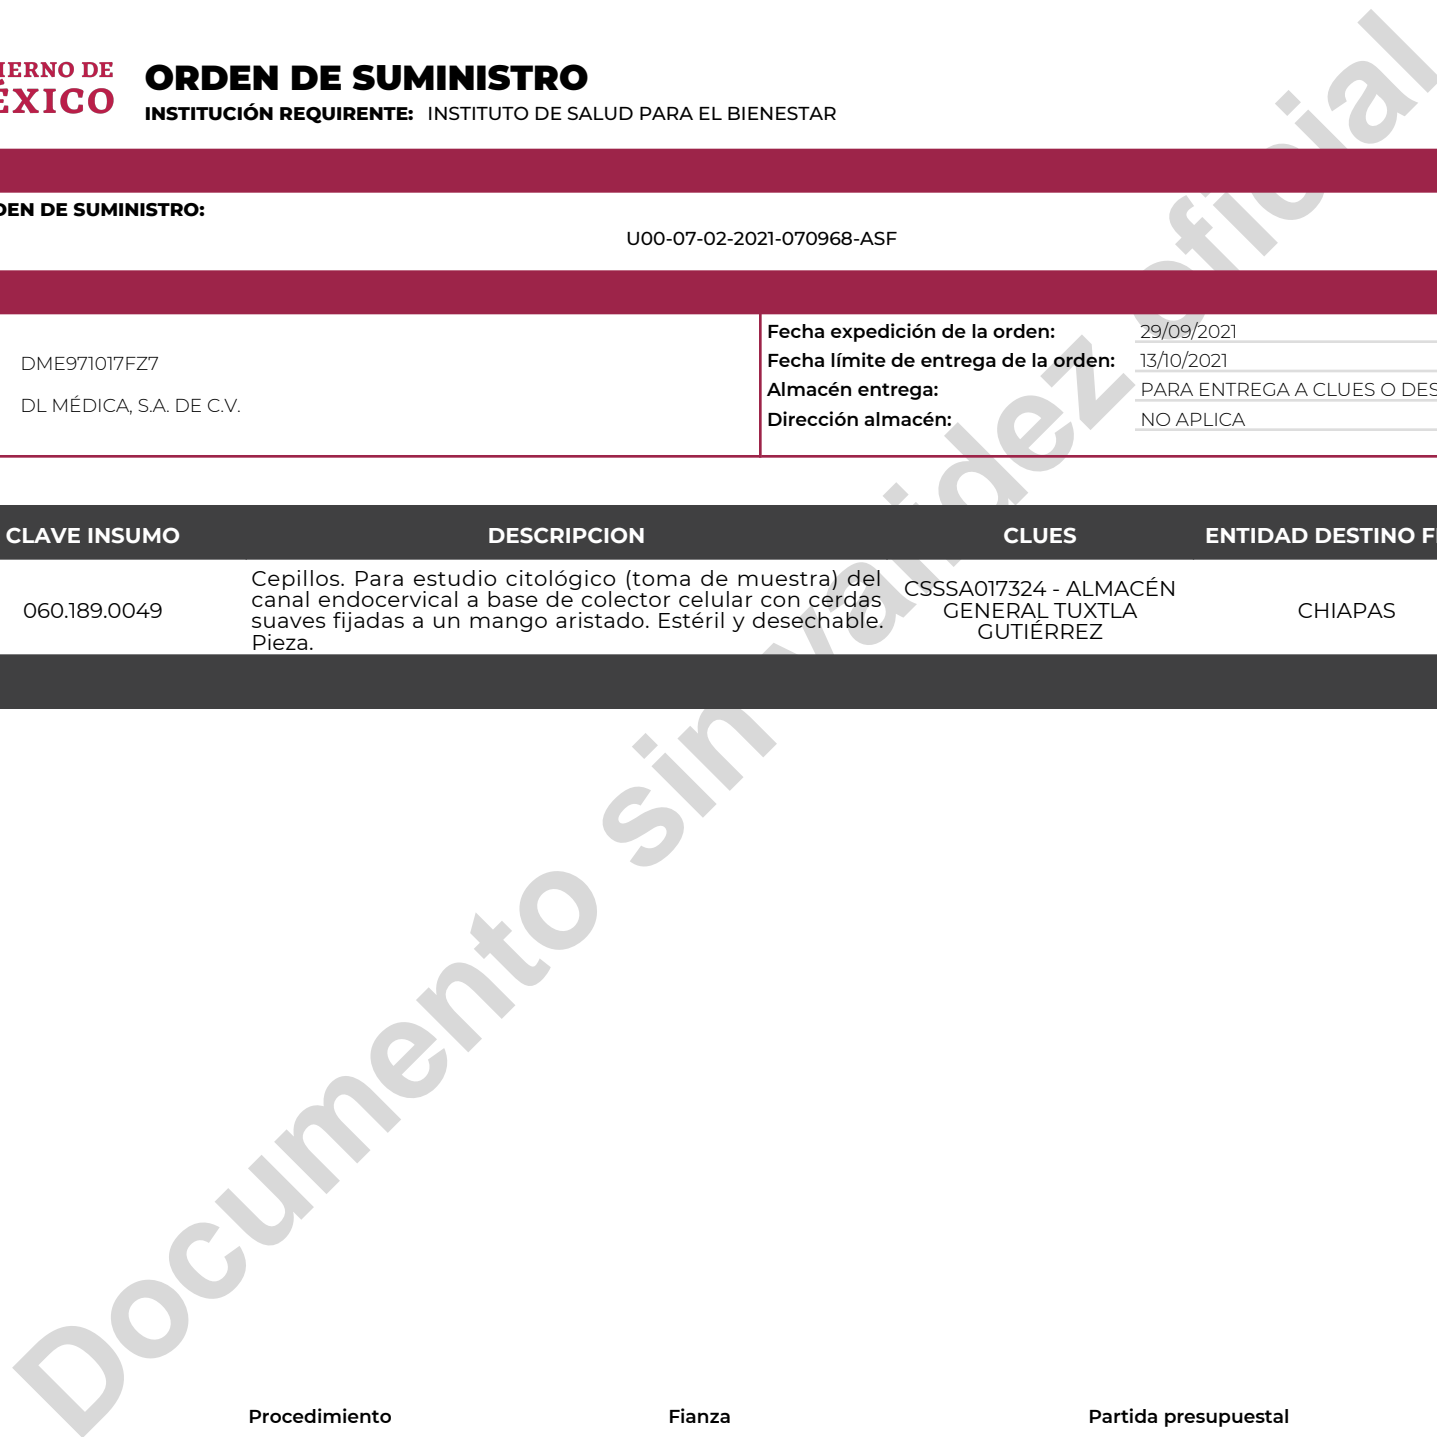 IERNO DE
ÉXICO
ORDEN DE SUMINISTRO
INSTITUCIÓN REQUIRENTE: INSTITUTO DE SALUD PARA EL BIENESTAR
DEN DE SUMINISTRO:
U00-07-02-2021-070968-ASF
DME971017FZ7
DL MÉDICA, S.A. DE C.V.
Fecha expedición de la orden: 29/09/2021
Fecha límite de entrega de la orden: 13/10/2021
Almacén entrega: PARA ENTREGA A CLUES O DES
Dirección almacén: NO APLICA
CLAVE INSUMO DESCRIPCION CLUES ENTIDAD DESTINO F
060.189.0049
Cepillos. Para estudio citológico (toma de muestra) del
canal endocervical a base de colector celular con cerdas
suaves fijadas a un mango aristado. Estéril y desechable.
Pieza.
CSSSA017324 - ALMACÉN
GENERAL TUXTLA
GUTIÉRREZ
CHIAPAS
Documento sin validez oficial
Procedimiento Fianza Partida presupuestal